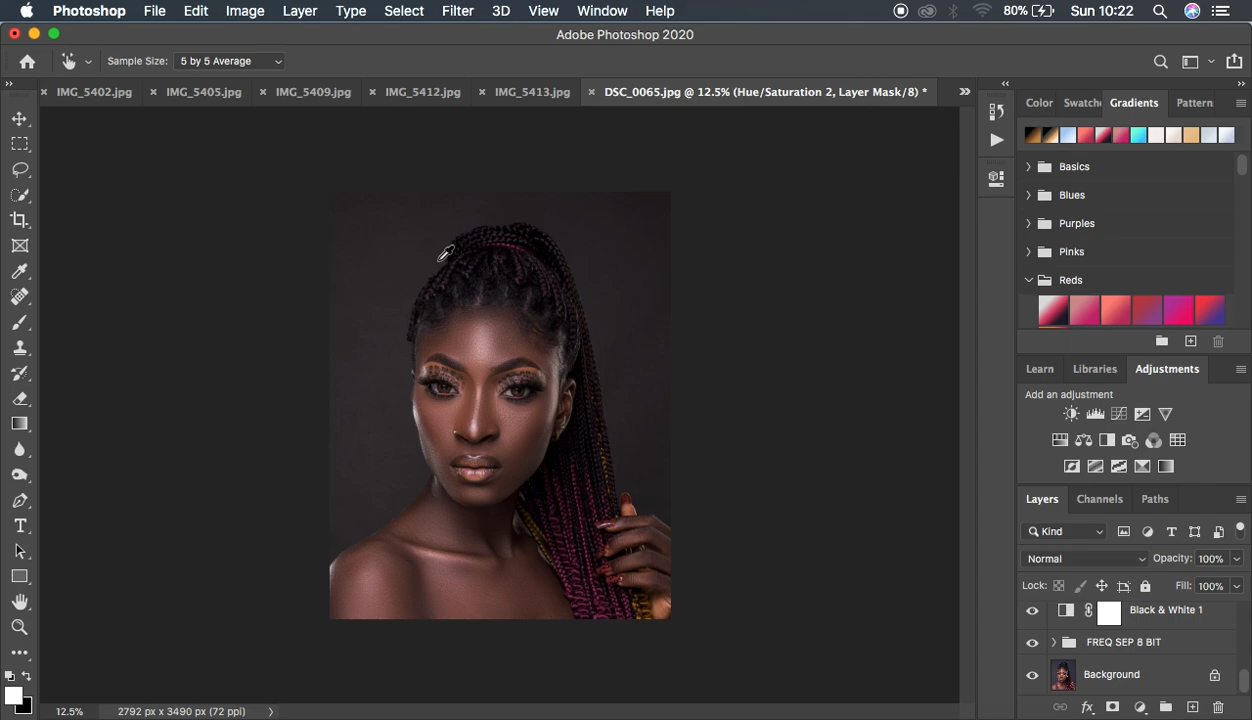 Photoshop File Edit Image Layer Type Select Filter 3D View Window Help 80% Sun 10:22
Adobe Photoshop 2020
Sample Size: 5 by 5 Average
IMG_5402.jpg IMG_5405.jpg IMG_5409.jpg IMG_5412.jpg IMG_5413.jpg DSC_0065.jpg @ 12.5% (Hue/Saturation 2, Layer Mask/8) *
Color Swatche Gradients Pattern
Basics
Blues
Purples
Pinks
Reds
Learn Libraries Adjustments
Add an adjustment
Layers Channels Paths
Kind
Normal Opacity: 100%
Lock: Fill: 100%
Black & White 1
FREQ SEP 8 BIT
Background
12.5% 2792 px x 3490 px (72 ppi)